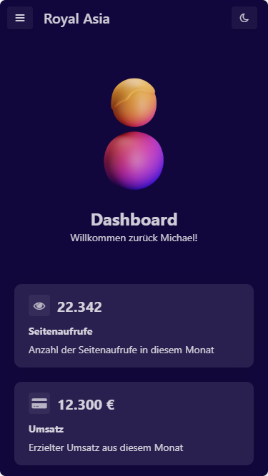 Royal Asia
Dashboard
Willkommen zurück Michael!
22.342
Seitenaufrufe
Anzahl der Seitenaufrufe in diesem Monat
12.300 €
Umsatz
Erzielter Umsatz aus diesem Monat